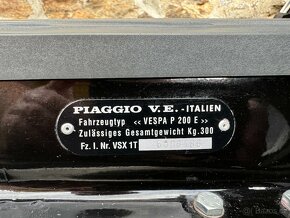 PIAGGIO V.E. - ITALIEN
Fahrzeugtyp «VESPA P 200 E»
Zulässiges Gesamtgewicht Kg. 300
Fz. I. Nr. VSX 1T